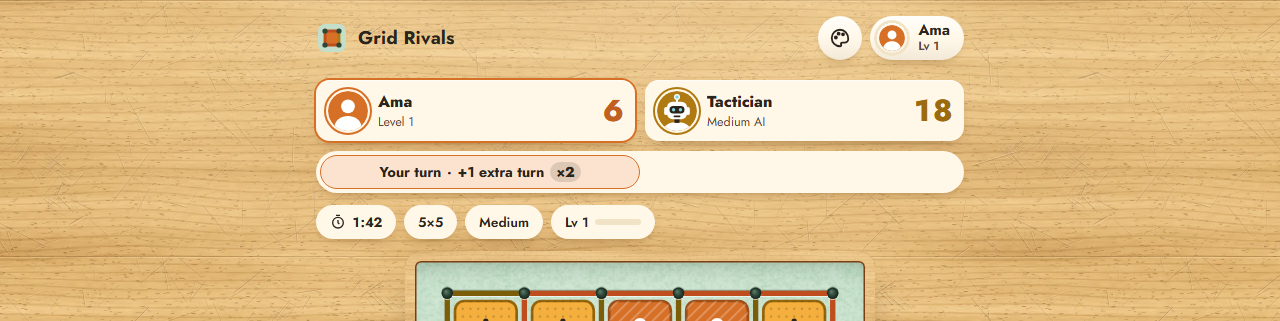 Grid Rivals
Ama
Lv 1
Ama
Level 1
6
Tactician
Medium AI
18
Your turn · +1 extra turn ×2
1:42
5×5
Medium
Lv 1